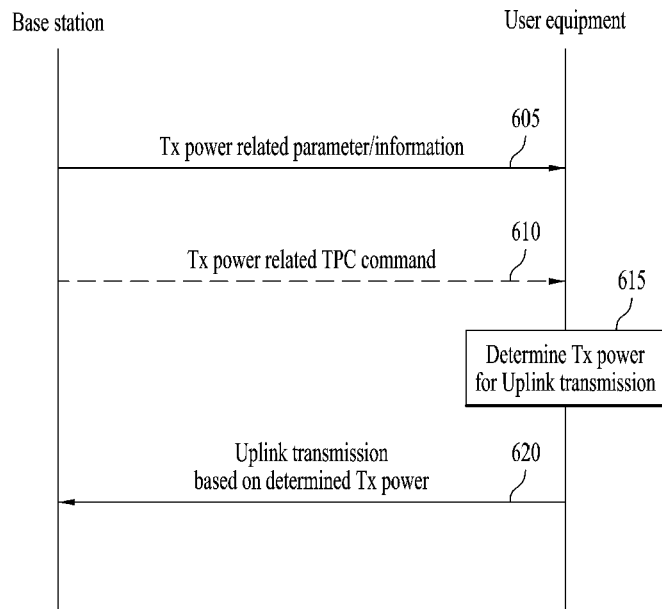 Base station
User equipment
605
Tx power related parameter/information
610
Tx power related TPC command
615
Determine Tx power
for Uplink transmission
Uplink transmission
based on determined Tx power
620